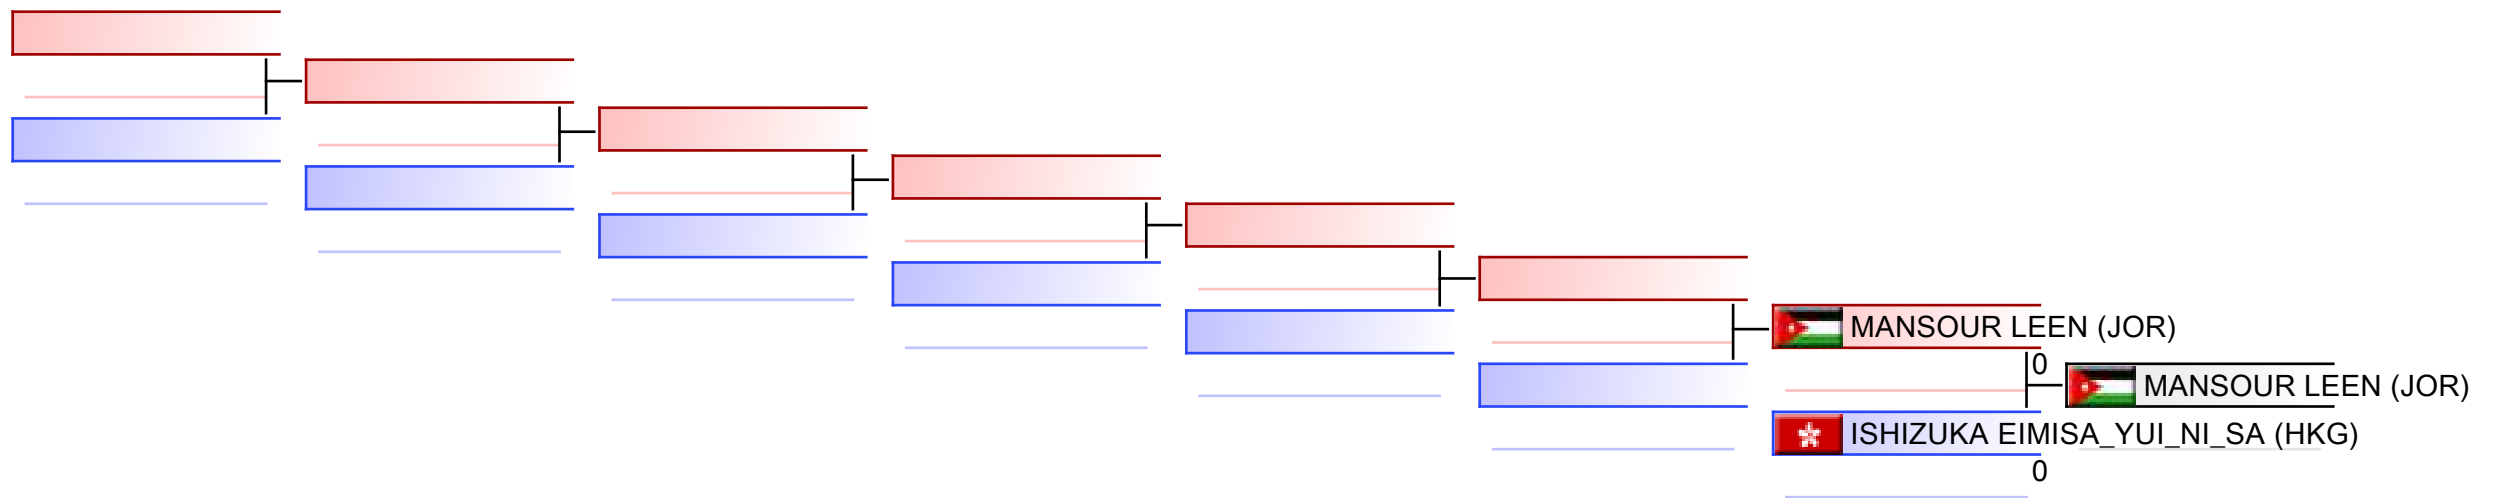 MANSOUR LEEN (JOR)
0
MANSOUR LEEN (JOR)
ISHIZUKA EIMISA_YUI_NI_SA (HKG)
0